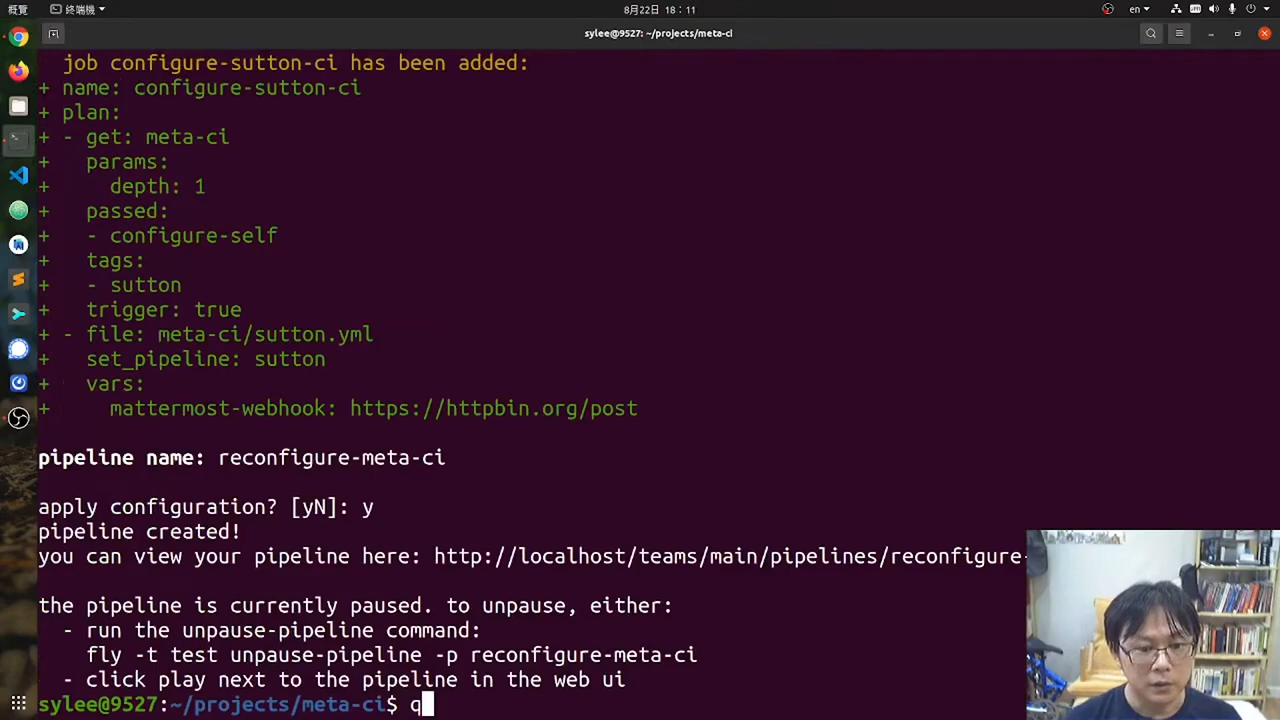 概覧 終端機 8月22日 18:11 en
sylee@9527: ~/projects/meta-ci
job configure-sutton-ci has been added:
+ name: configure-sutton-ci
+ plan:
+ - get: meta-ci
+   params:
+     depth: 1
+   passed:
+   - configure-self
+   tags:
+   - sutton
+   trigger: true
+ - file: meta-ci/sutton.yml
+   set_pipeline: sutton
+   vars:
+     mattermost-webhook: https://httpbin.org/post
pipeline name: reconfigure-meta-ci
apply configuration? [yN]: y
pipeline created!
you can view your pipeline here: http://localhost/teams/main/pipelines/reconfigure-
the pipeline is currently paused. to unpause, either:
- run the unpause-pipeline command:
fly -t test unpause-pipeline -p reconfigure-meta-ci
- click play next to the pipeline in the web ui
sylee@9527:~/projects/meta-ci$ q